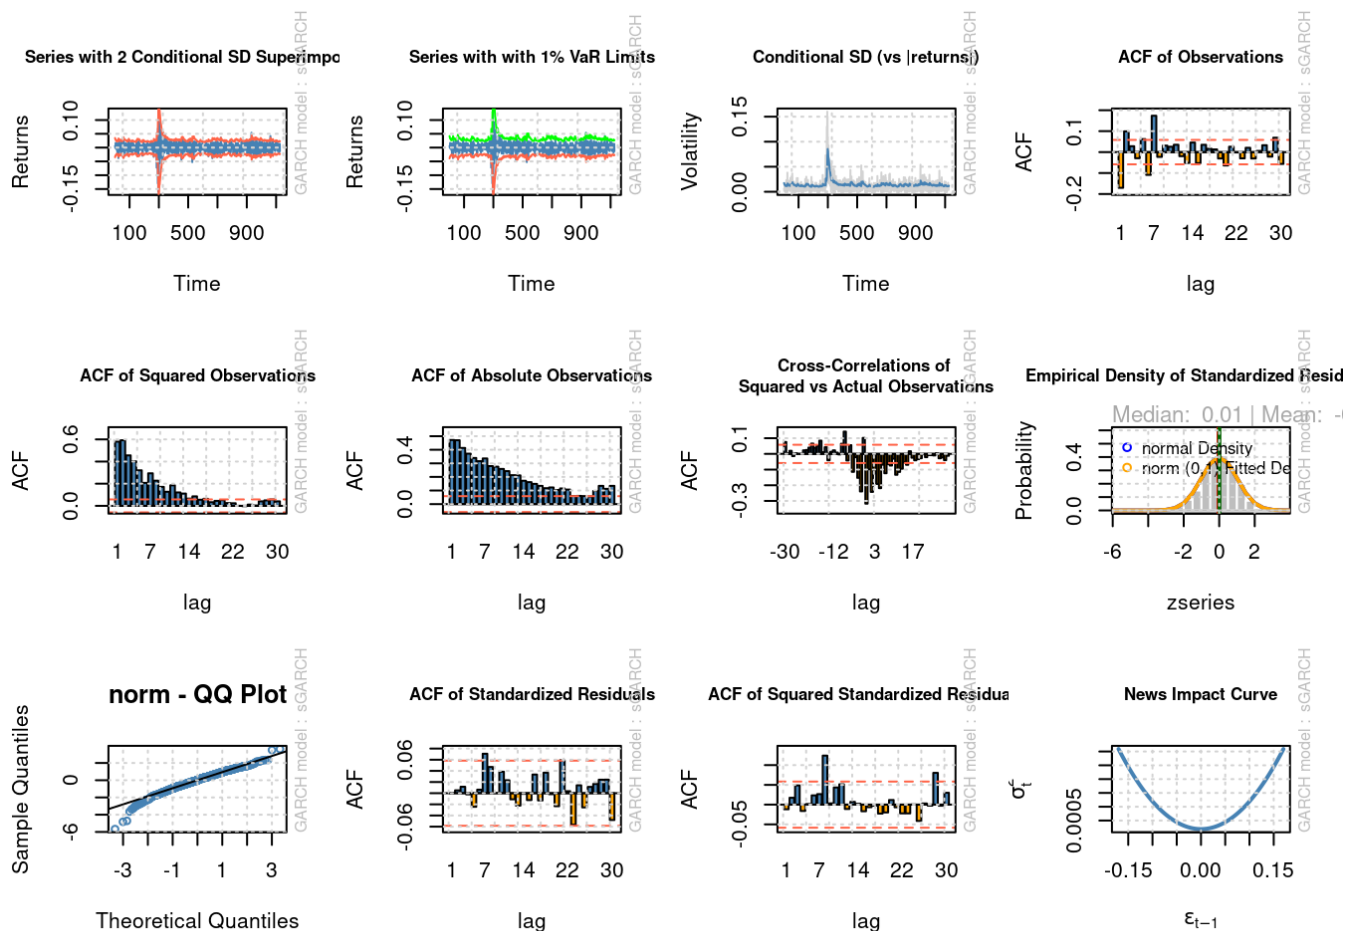 Series with 2 Conditional SD Superimpo
Returns
0.10
-0.15
100 500 900
Time
GARCH model : sGARCH
Series with with 1% VaR Limits
Returns
0.10
-0.15
100 500 900
Time
GARCH model : sGARCH
Conditional SD (vs |returns|)
Volatility
0.15
0.00
100 500 900
Time
GARCH model : sGARCH
ACF of Observations
ACF
0.1
-0.2
1 7 14 22 30
lag
GARCH model : sGARCH
ACF of Squared Observations
ACF
0.6
0.0
1 7 14 22 30
lag
GARCH model : sGARCH
ACF of Absolute Observations
ACF
0.4
0.0
1 7 14 22 30
lag
GARCH model : sGARCH
Cross-Correlations of
Squared vs Actual Observations
ACF
0.1
-0.3
-30 -12 3 17
lag
GARCH model : sGARCH
Empirical Density of Standardized Resid
Median: 0.01 | Mean: -
Probability
0.4
0.0
normal Density
norm (0,1) Fitted De
-6 -2 0 2
zseries
GARCH model : sGARCH
norm - QQ Plot
Sample Quantiles
0
-6
-3 -1 1 3
Theoretical Quantiles
GARCH model : sGARCH
ACF of Standardized Residuals
ACF
0.06
-0.06
1 7 14 22 30
lag
GARCH model : sGARCH
ACF of Squared Standardized Residua
ACF
-0.05
1 7 14 22 30
lag
GARCH model : sGARCH
News Impact Curve
0.0005
-0.15 0.00 0.15
εt−1
GARCH model : sGARCH